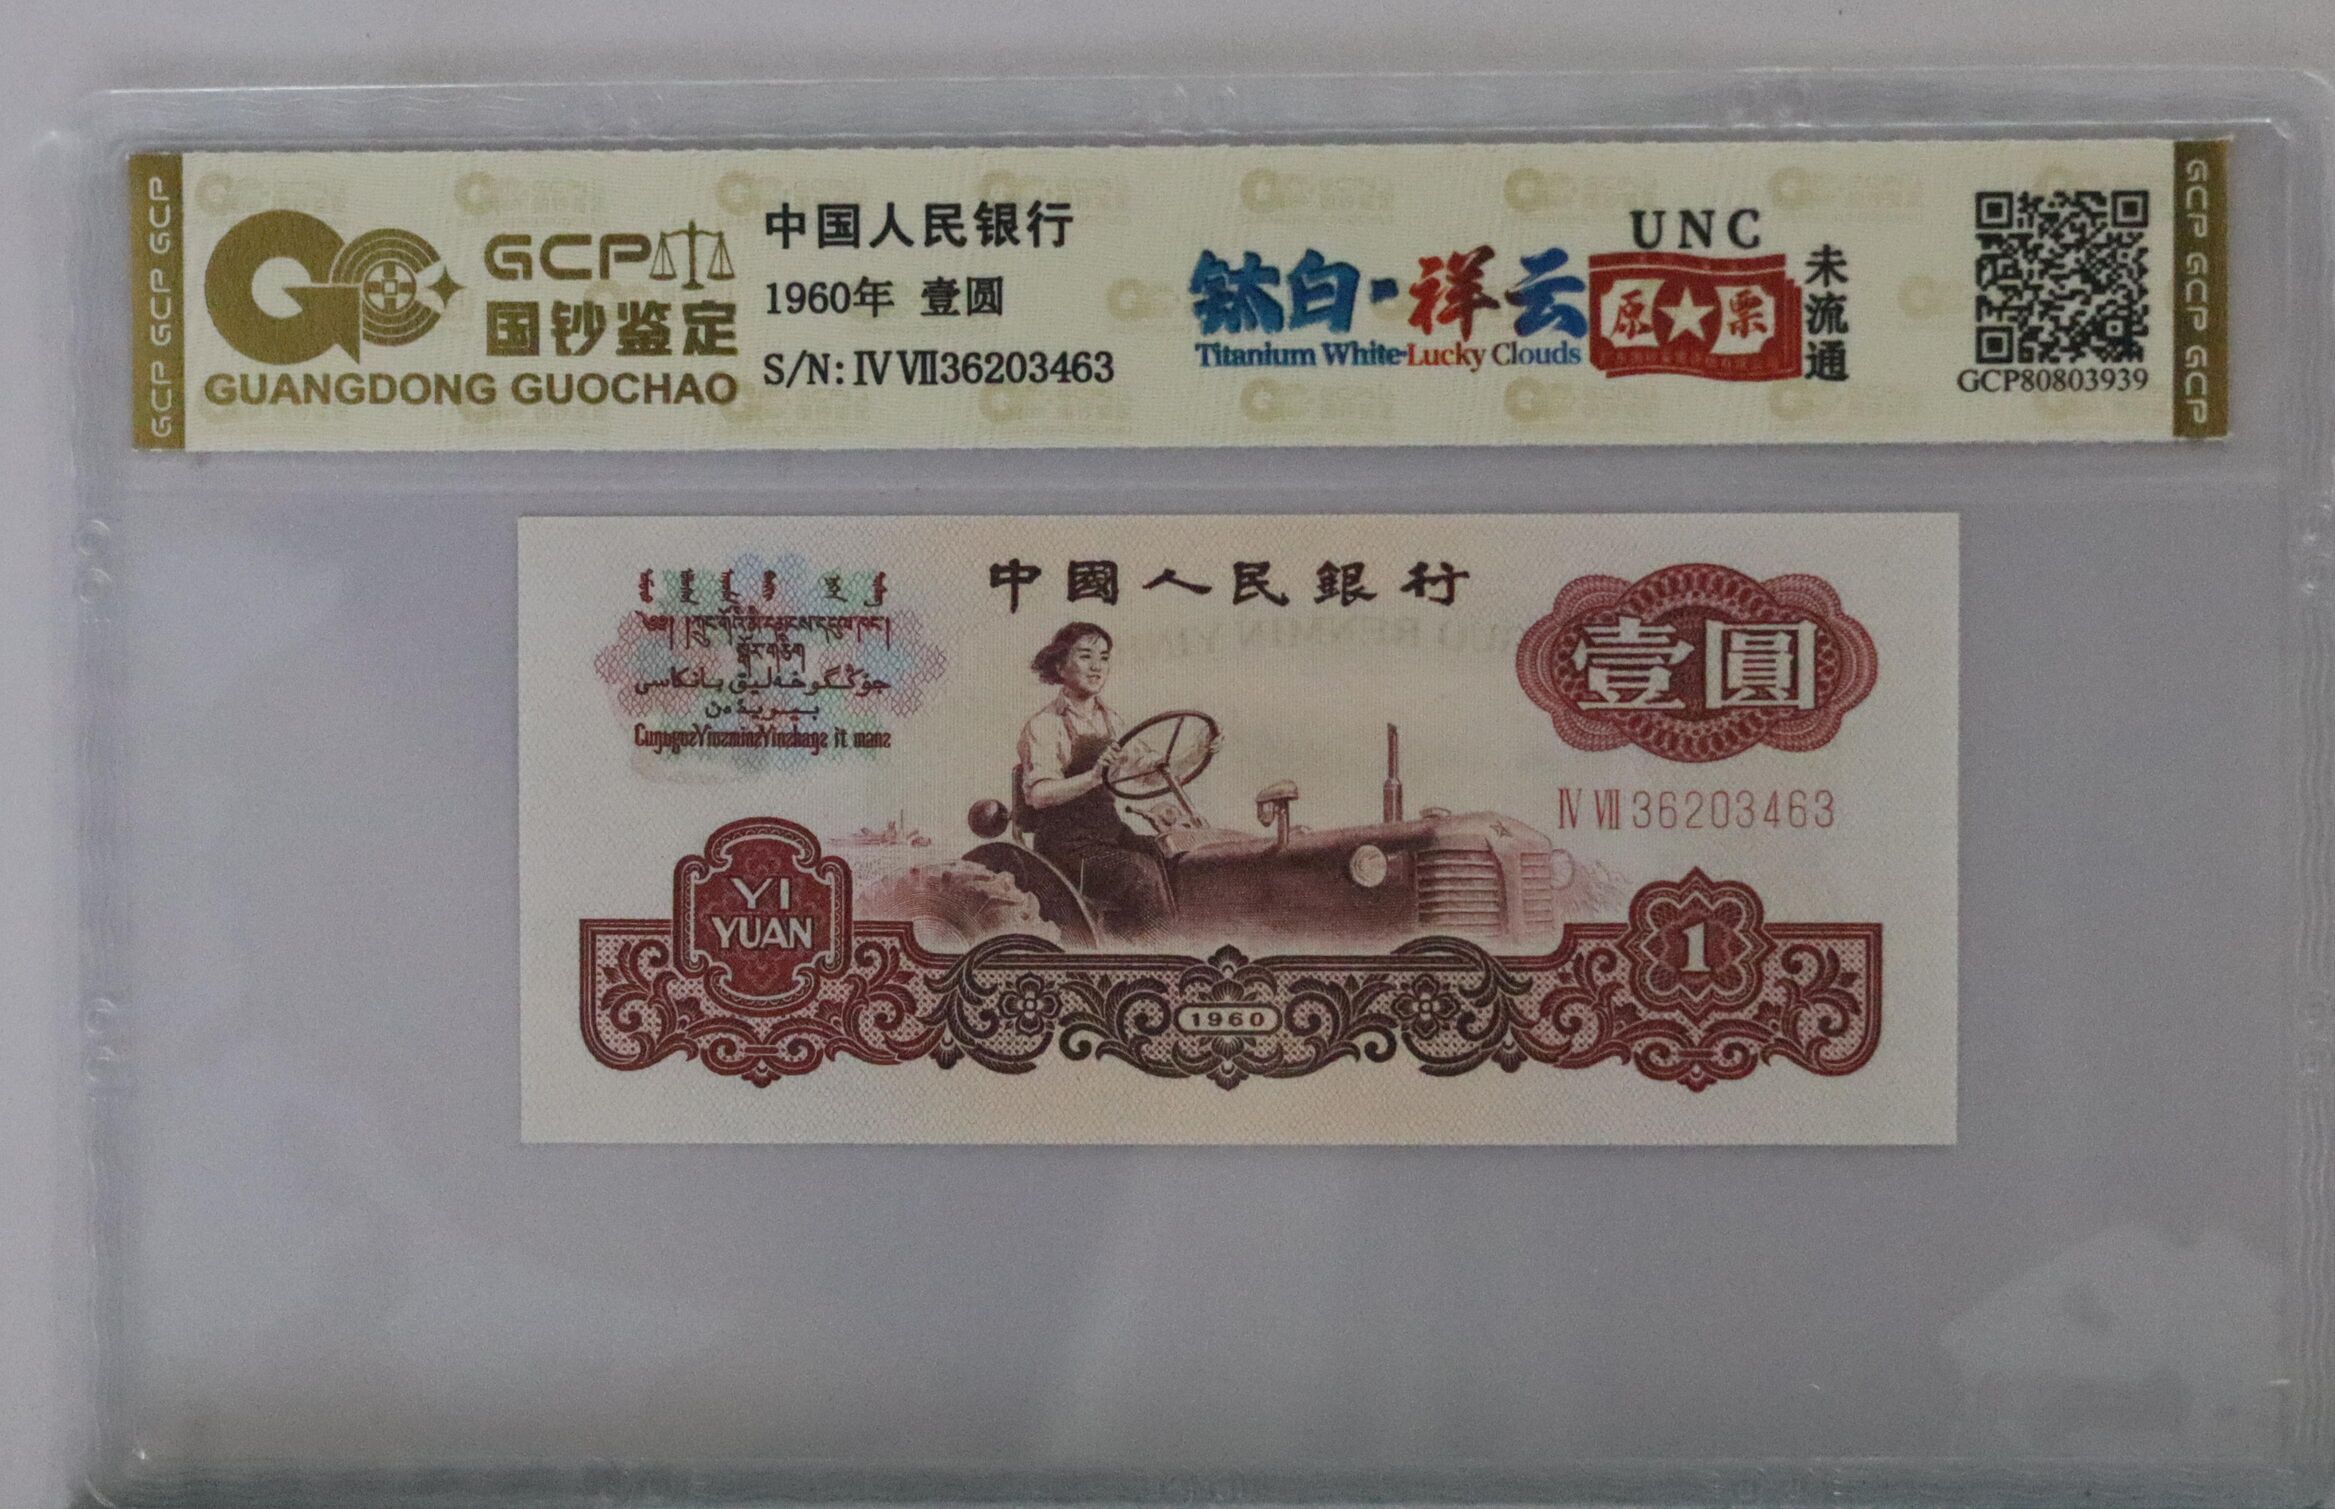 GCP GCP GCP
GCP
国钞鉴定
GUANGDONG GUOCHAO
中国人民银行
1960年 壹圆
S/N: Ⅳ Ⅶ36203463
钛白·祥云
Titanium White·Lucky Clouds
UNC
原★票
未流通
GCP80803939
GCP GCP GCP
中國人民銀行
壹圓
Ⅳ Ⅶ 36203463
YI
YUAN
1
1960